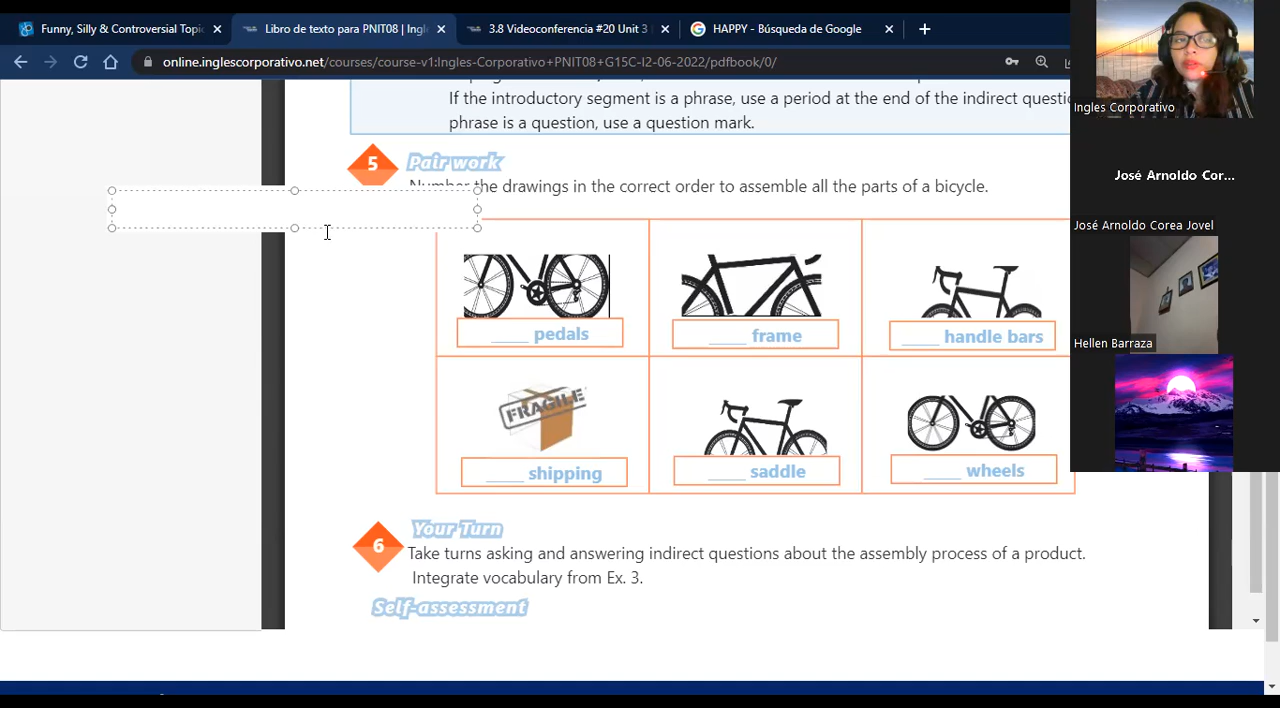 Funny, Silly & Controversial Topi
Libro de texto para PNIT08 | Ingl
3.8 Videoconferencia #20 Unit 3
HAPPY - Búsqueda de Google
online.inglescorporativo.net/courses/course-v1:Ingles-Corporativo+PNIT08+G15C-I2-06-2022/pdfbook/0/
If the introductory segment is a phrase, use a period at the end of the indirect questi
phrase is a question, use a question mark.
5 Pair work
Number the drawings in the correct order to assemble all the parts of a bicycle.
____ pedals
____ frame
____ handle bars
FRAGILE
____ shipping
____ saddle
____ wheels
6 Your Turn
Take turns asking and answering indirect questions about the assembly process of a product.
Integrate vocabulary from Ex. 3.
Self-assessment
Ingles Corporativo
José Arnoldo Cor...
José Arnoldo Corea Jovel
Hellen Barraza